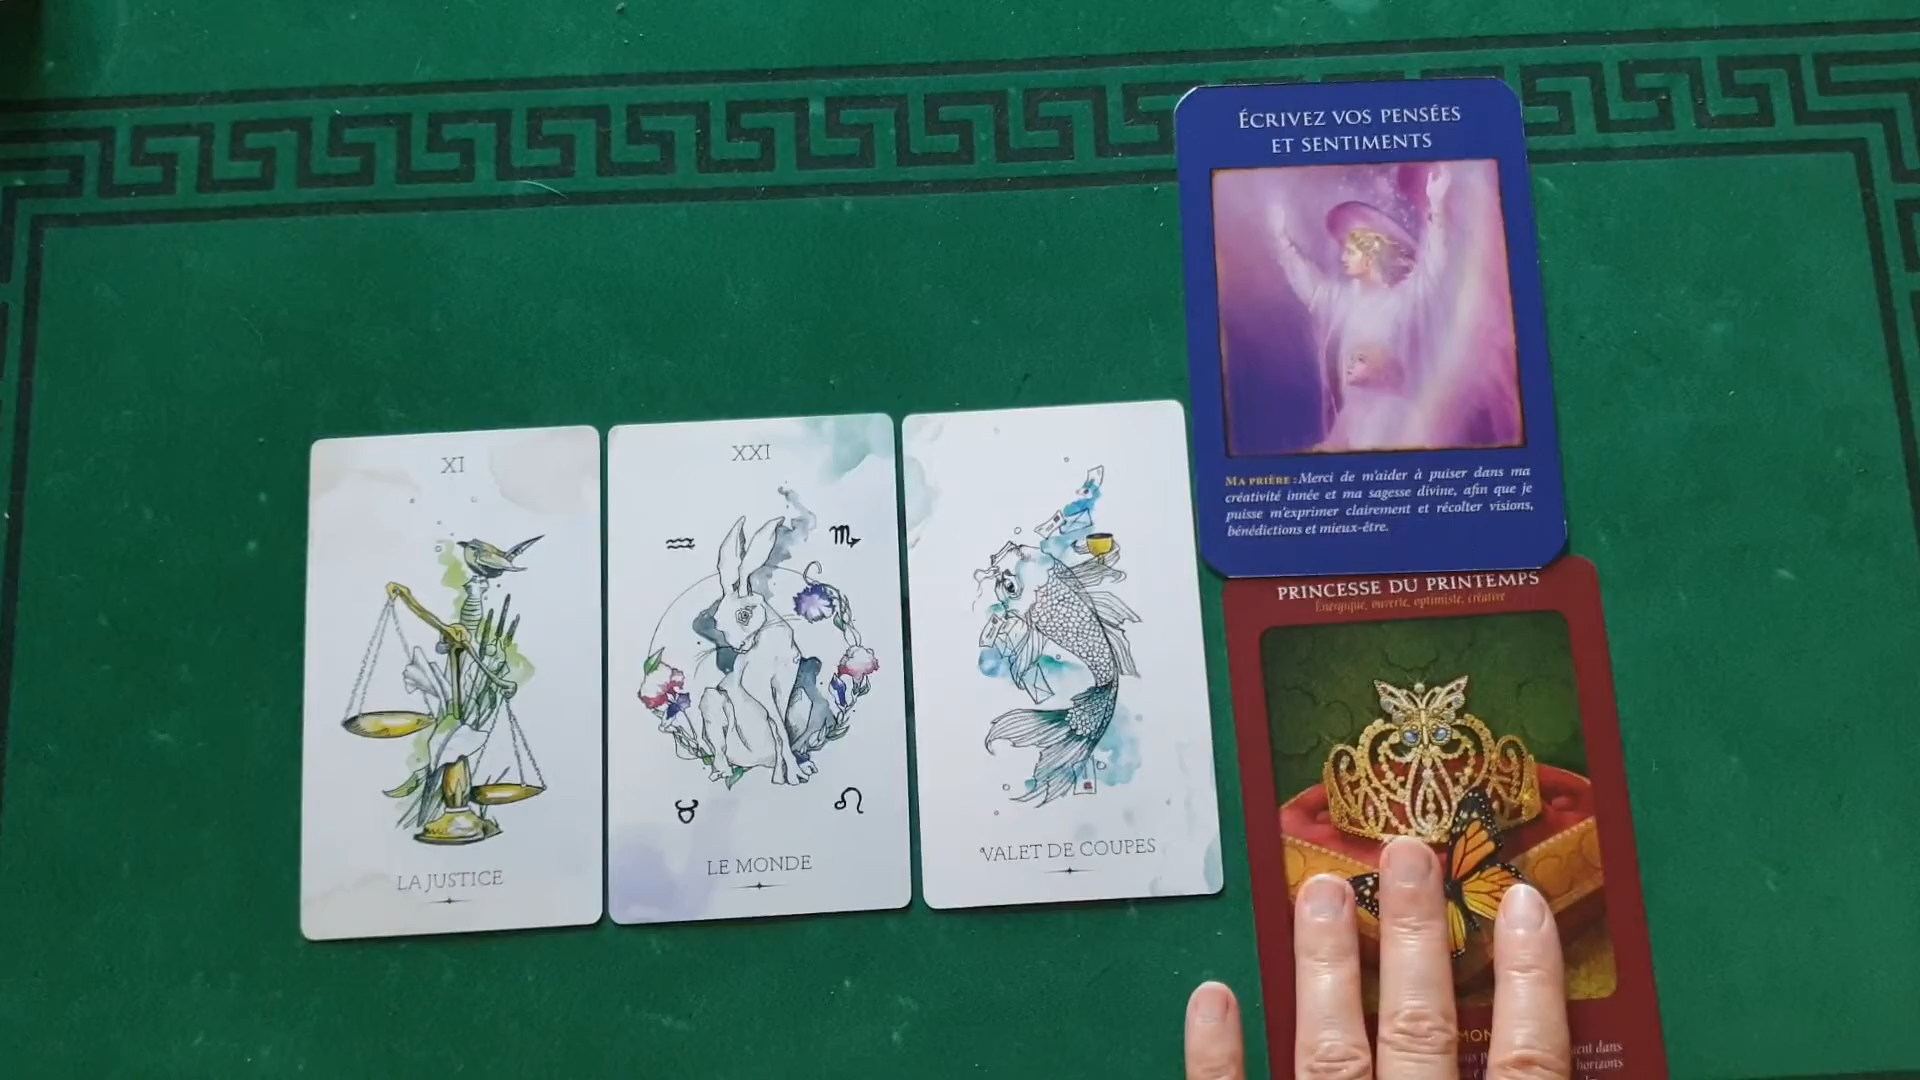 XI
LA JUSTICE
XXI
LE MONDE
VALET DE COUPES
ÉCRIVEZ VOS PENSÉES
ET SENTIMENTS
MA PRIÈRE : Merci de m'aider à puiser dans ma
créativité innée et ma sagesse divine, afin que je
puisse m'exprimer clairement et récolter visions,
bénédictions et mieux-être.
PRINCESSE DU PRINTEMPS
Énergique, ouverte, optimiste, créative
dans
horizons